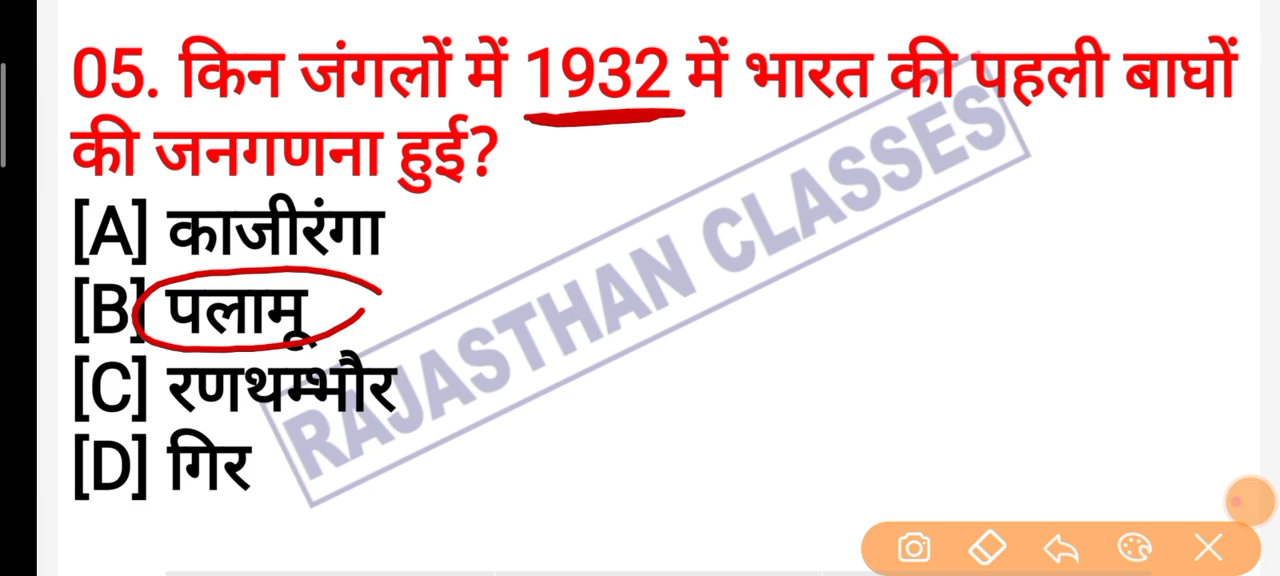 05. किन जंगलों में 1932 में भारत की पहली बाघों
की जनगणना हुई?
[A] काजीरंगा
[B] पलामू
[C] रणथम्भौर
[D] गिर
RAJASTHAN CLASSES